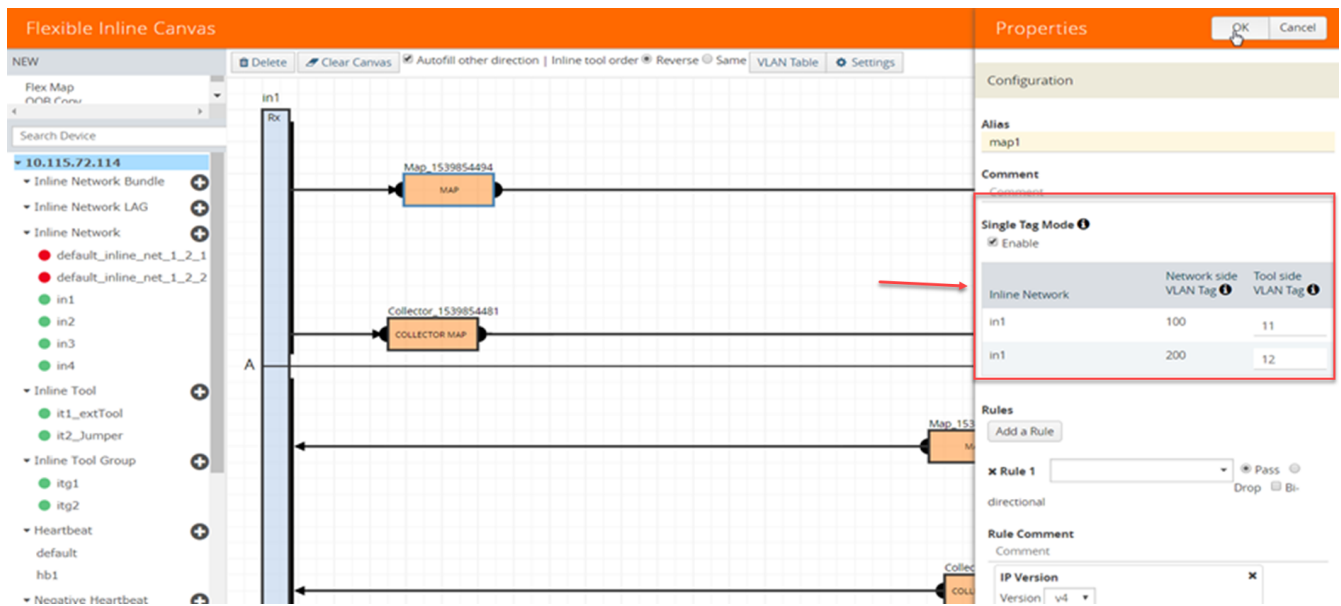 Flexible Inline Canvas
Properties
OK
Cancel
NEW
Delete
Clear Canvas
Autofill other direction | Inline tool order
Reverse
Same
VLAN Table
Settings
Flex Map
OOB Copy
Search Device
10.115.72.114
Inline Network Bundle
Inline Network LAG
Inline Network
default_inline_net_1_2_1
default_inline_net_1_2_2
in1
in2
in3
in4
Inline Tool
it1_extTool
it2_Jumper
Inline Tool Group
itg1
itg2
Heartbeat
default
hb1
Negative Heartbeat
in1
Rx
Map_1539854494
MAP
Collector_1539854481
COLLECTOR MAP
A
Map_153
M
Collec
COLL
Configuration
Alias
map1
Comment
Comment
Single Tag Mode
Enable
Inline Network
Network side VLAN Tag
Tool side VLAN Tag
in1 100 11
in1 200 12
Rules
Add a Rule
Rule 1
Pass
Drop
Bi-
directional
Rule Comment
Comment
IP Version
Version v4